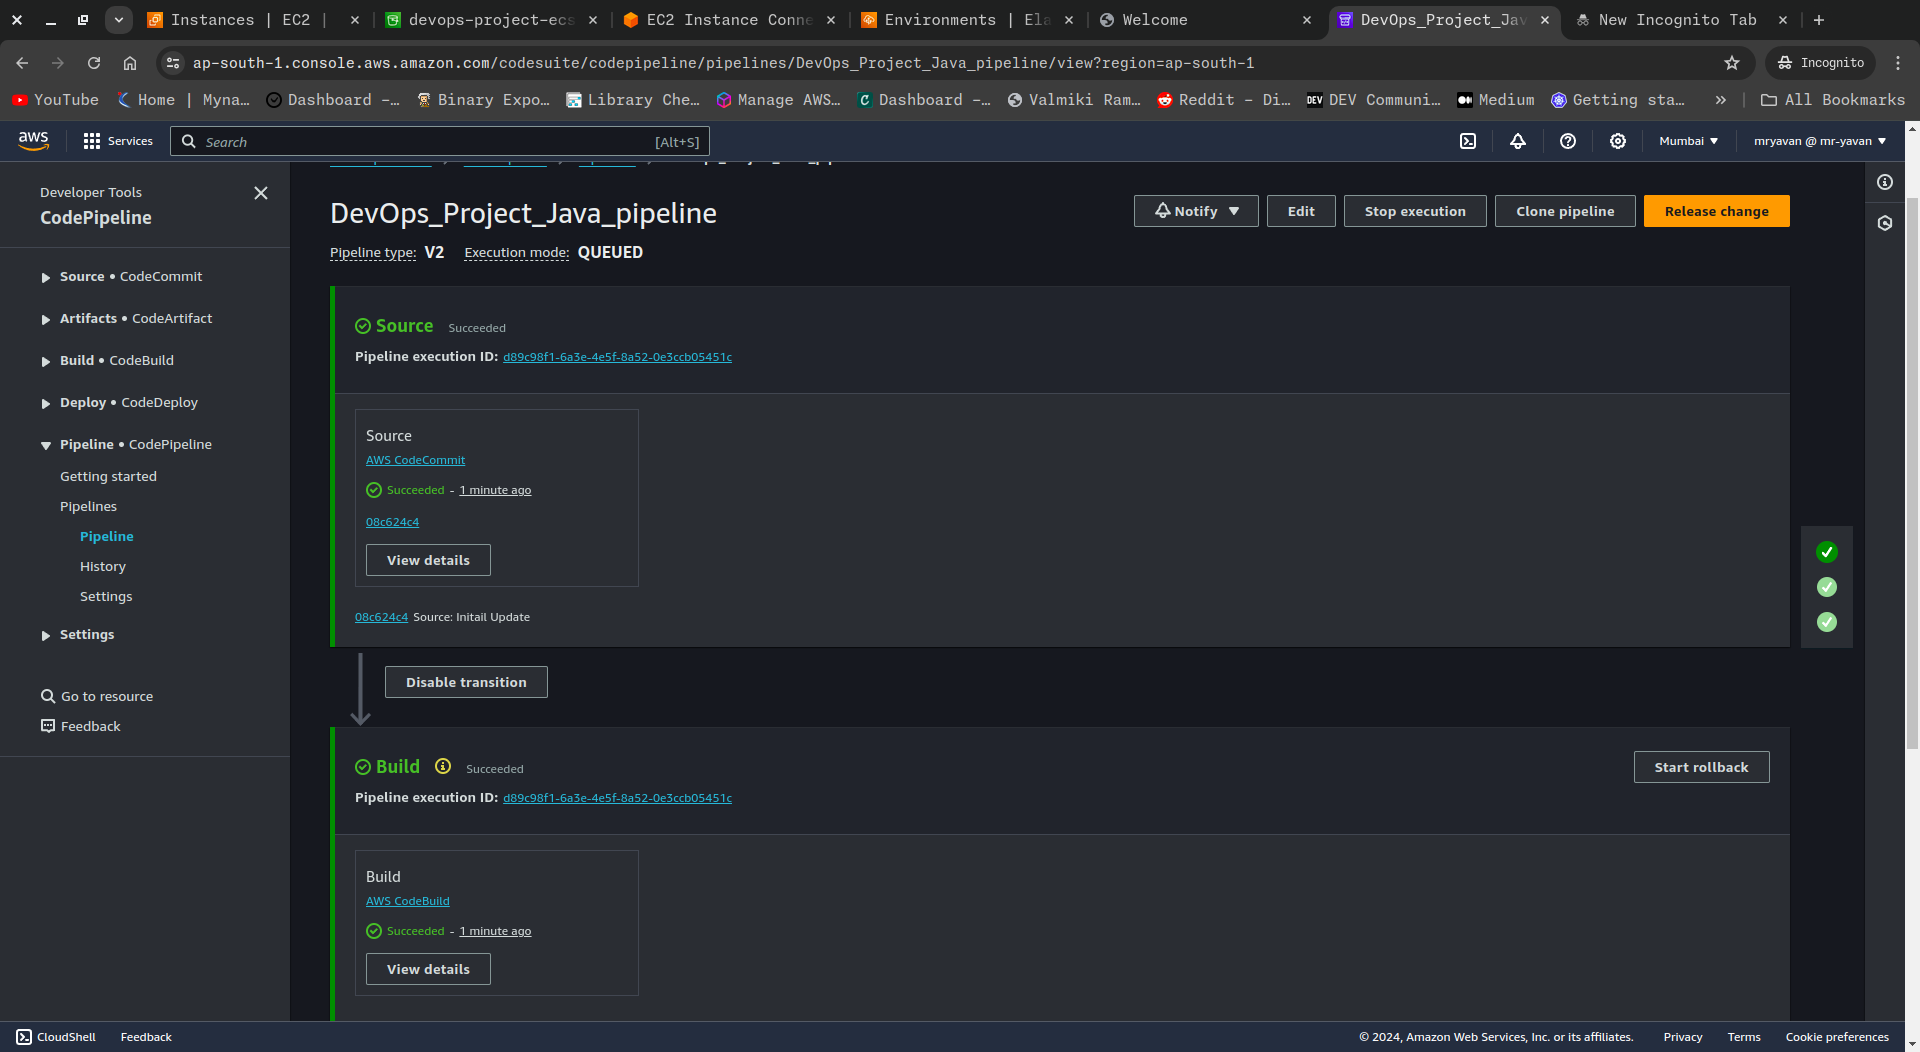 Instances | EC2 |
devops-project-ecs
EC2 Instance Conne
Environments | Ela
Welcome
DevOps_Project_Jav
New Incognito Tab
ap-south-1.console.aws.amazon.com/codesuite/codepipeline/pipelines/DevOps_Project_Java_pipeline/view?region=ap-south-1
Incognito
YouTube
Home | Myna…
Dashboard –…
Binary Expo…
Library Che…
Manage AWS…
Dashboard –…
Valmiki Ram…
Reddit – Di…
DEV Communi…
Medium
Getting sta…
All Bookmarks
aws
Services
Search
[Alt+S]
Mumbai
mryavan @ mr-yavan
Developer Tools
CodePipeline
Source • CodeCommit
Artifacts • CodeArtifact
Build • CodeBuild
Deploy • CodeDeploy
Pipeline • CodePipeline
Getting started
Pipelines
Pipeline
History
Settings
Settings
Go to resource
Feedback
DevOps_Project_Java_pipeline
Notify
Edit
Stop execution
Clone pipeline
Release change
Pipeline type: V2 Execution mode: QUEUED
Source Succeeded
Pipeline execution ID: d89c98f1-6a3e-4e5f-8a52-0e3ccb05451c
Source
AWS CodeCommit
Succeeded - 1 minute ago
08c624c4
View details
08c624c4 Source: Initail Update
Disable transition
Build Succeeded
Start rollback
Pipeline execution ID: d89c98f1-6a3e-4e5f-8a52-0e3ccb05451c
Build
AWS CodeBuild
Succeeded - 1 minute ago
View details
CloudShell
Feedback
© 2024, Amazon Web Services, Inc. or its affiliates.
Privacy
Terms
Cookie preferences